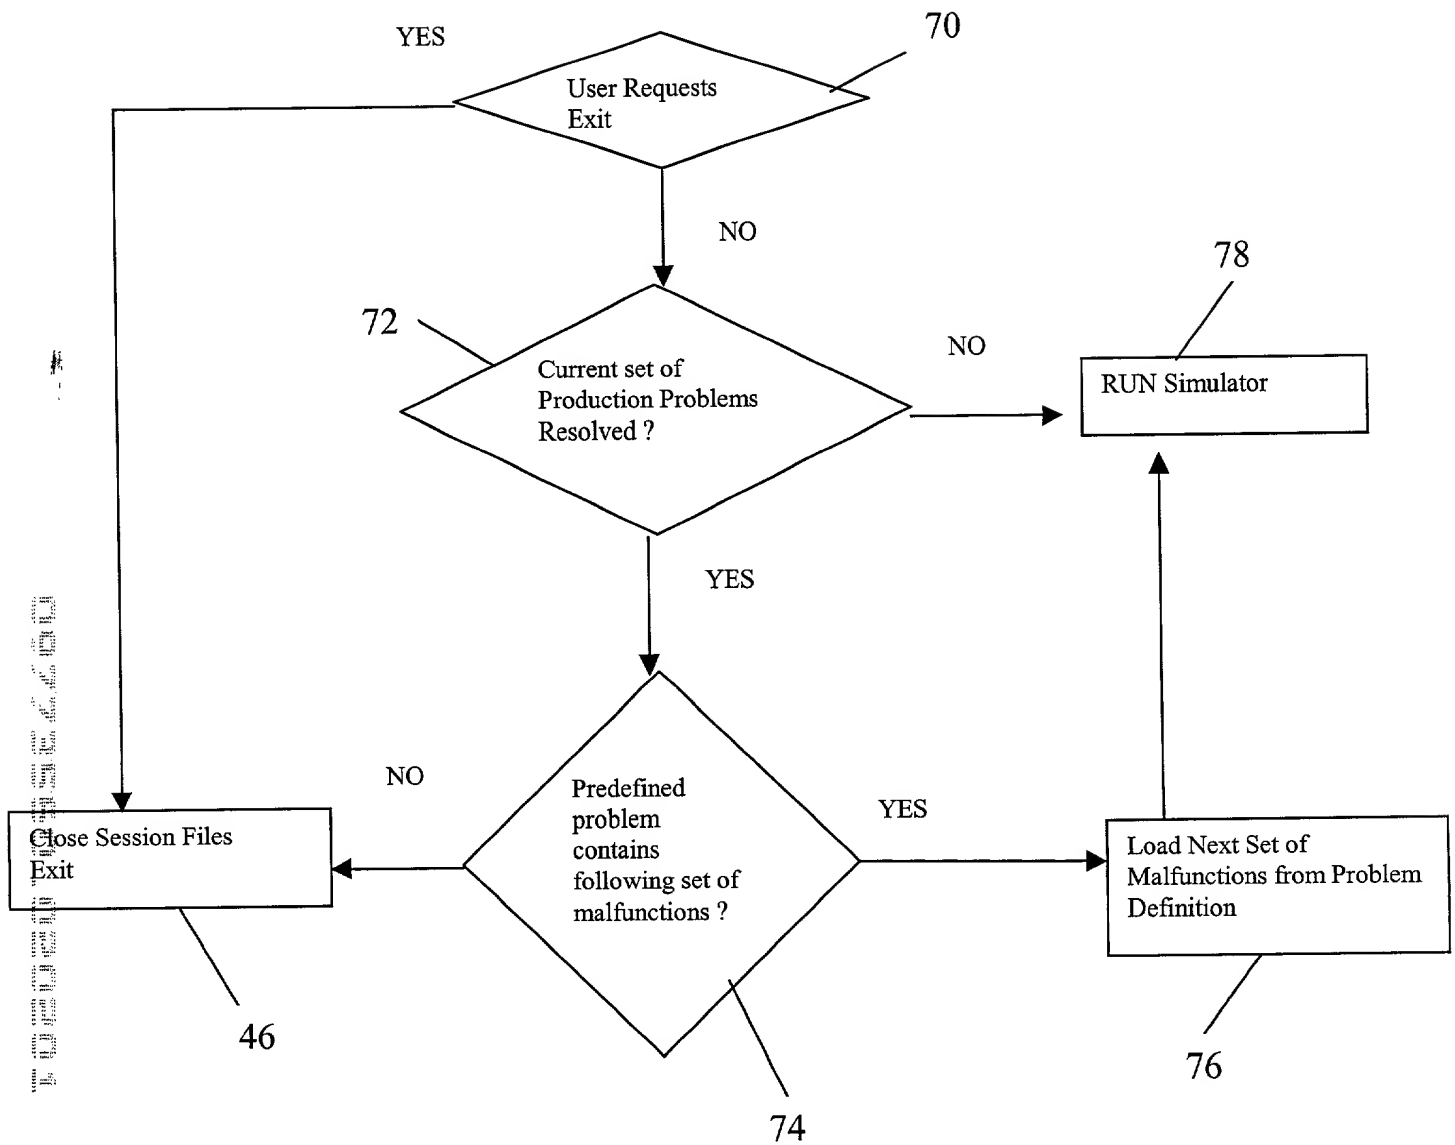 YES
70
User Requests
Exit
NO
78
72
NO
Current set of
Production Problems
Resolved ?
RUN Simulator
YES
NO
Predefined
problem
contains
following set of
malfunctions ?
YES
Close Session Files
Exit
Load Next Set of
Malfunctions from Problem
Definition
46
76
74